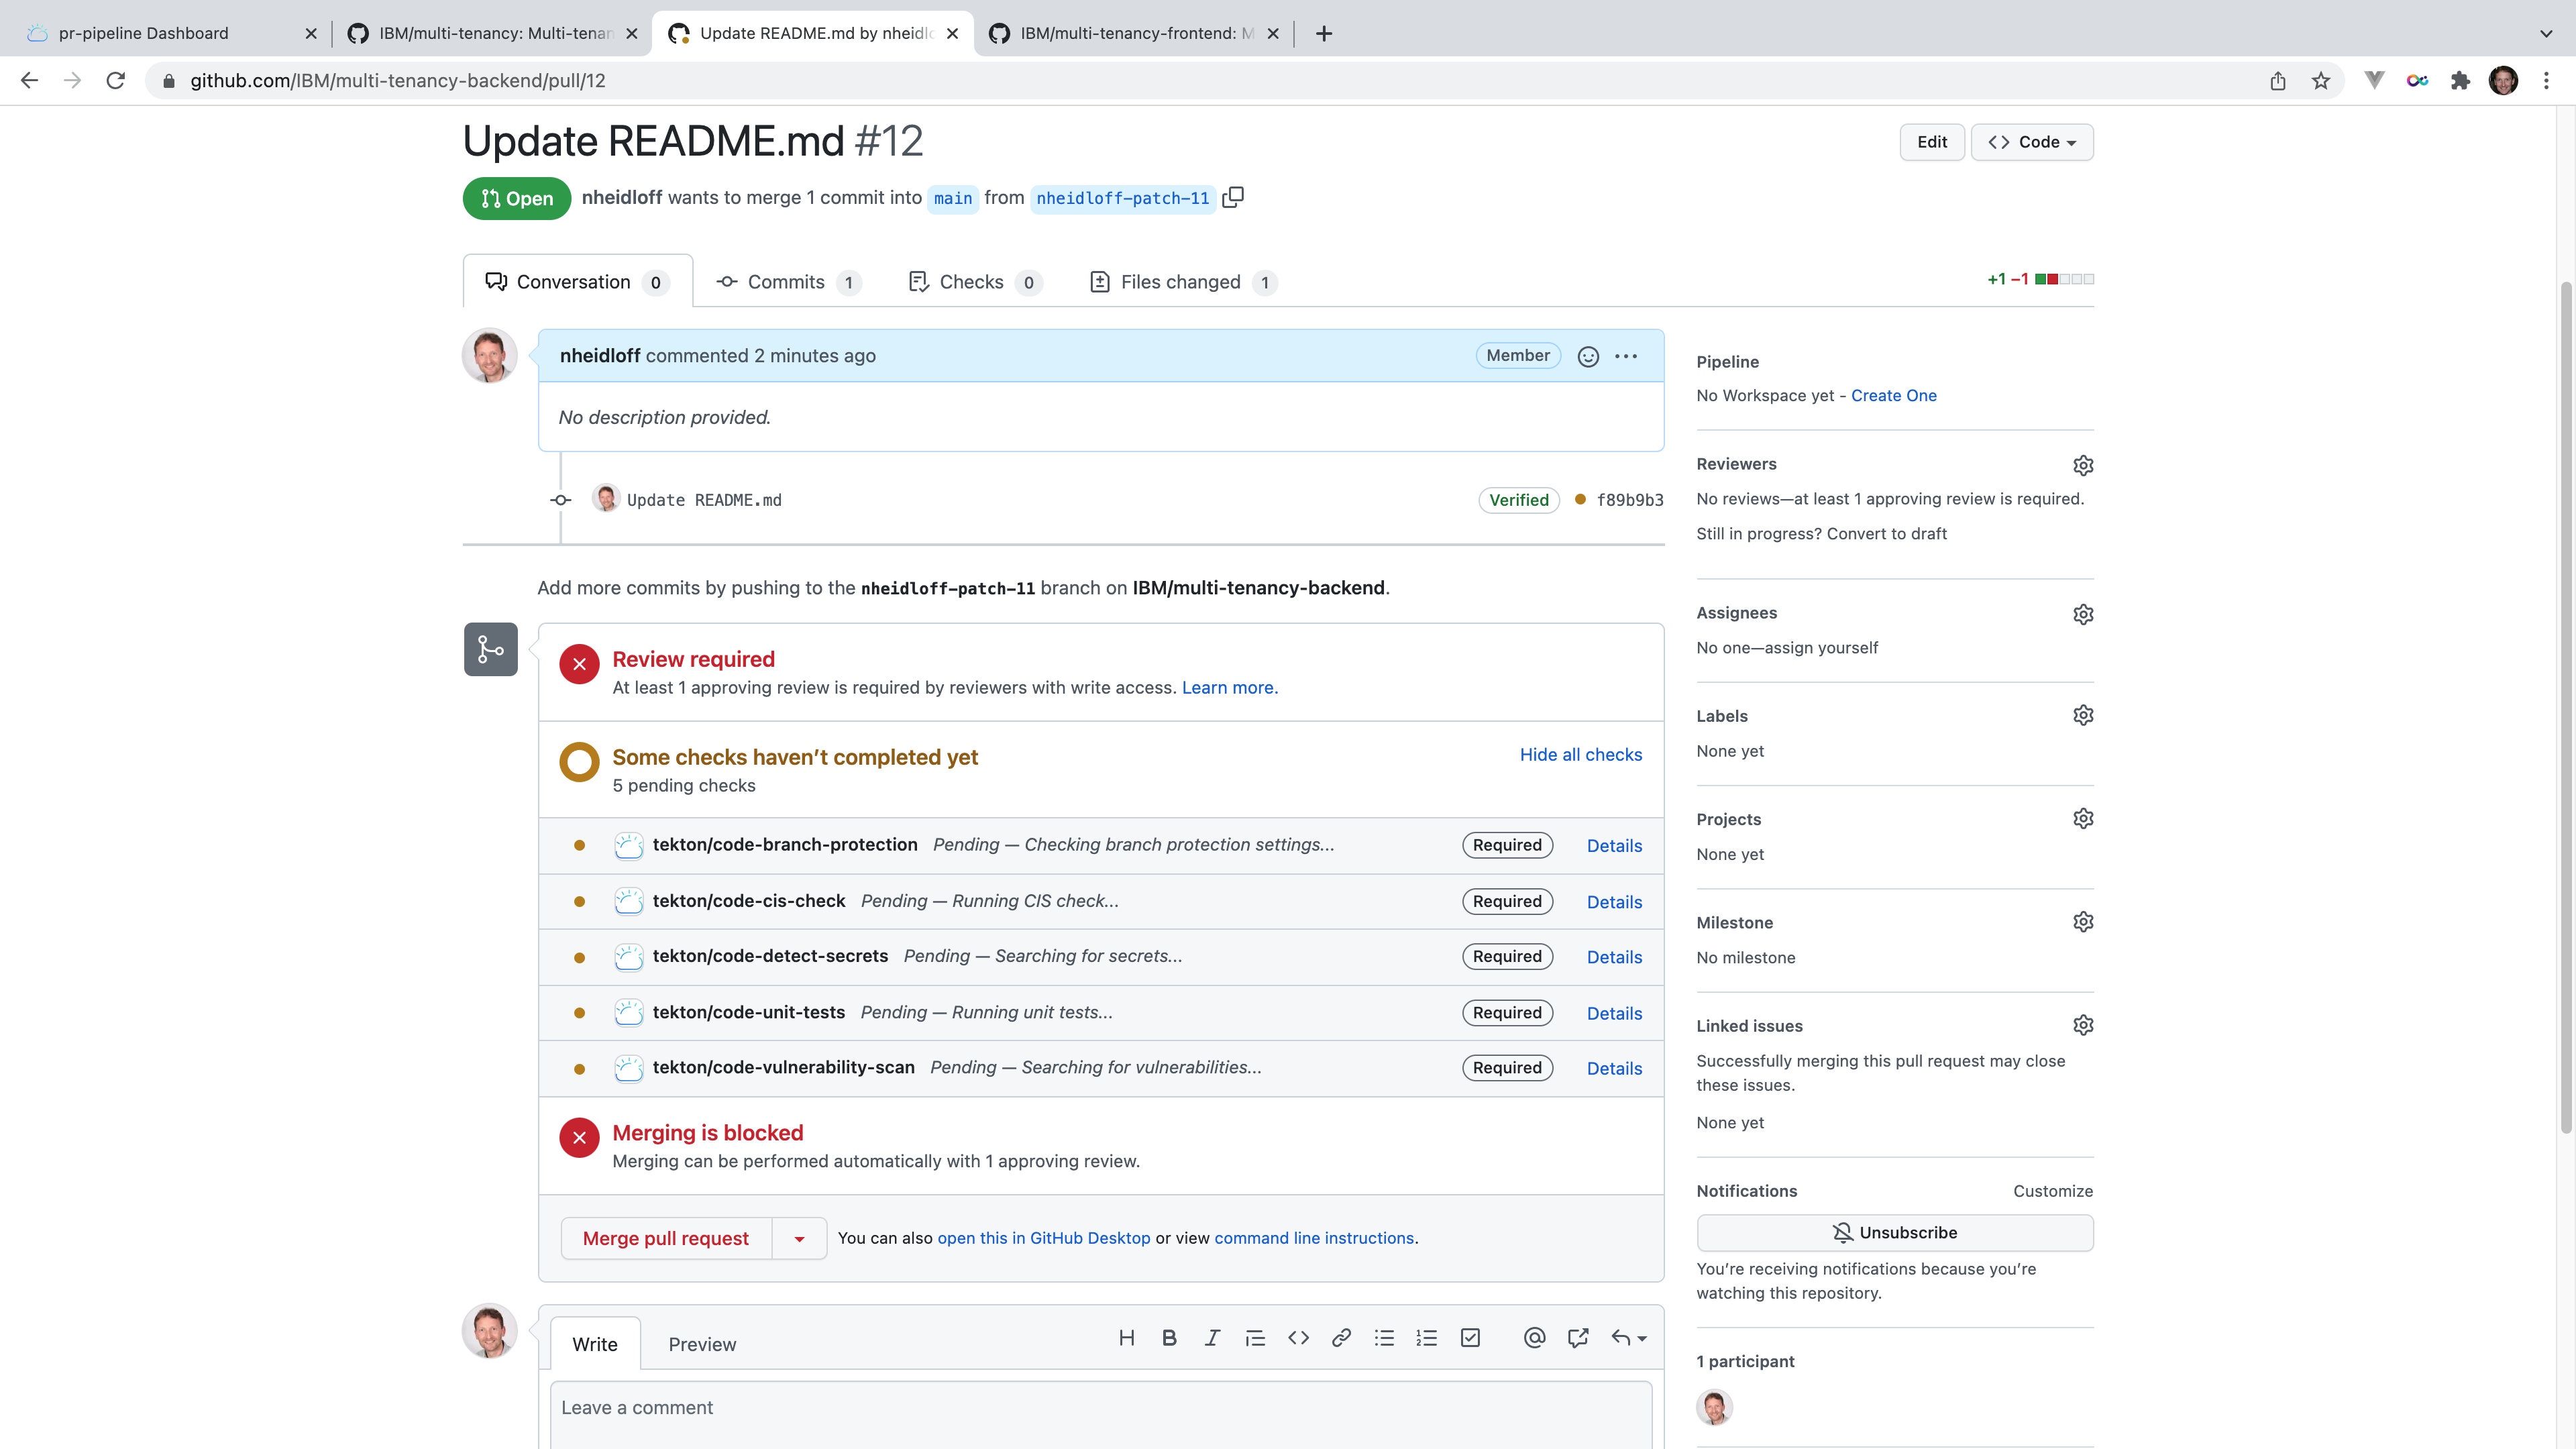 pr-pipeline Dashboard
IBM/multi-tenancy: Multi-tenan
Update README.md by nheidlo
IBM/multi-tenancy-frontend: M
github.com/IBM/multi-tenancy-backend/pull/12
Update README.md #12
Edit
Code
Open
nheidloff wants to merge 1 commit into main from nheidloff-patch-11
Conversation 0
Commits 1
Checks 0
Files changed 1
+1 −1
nheidloff commented 2 minutes ago
Member
No description provided.
Update README.md
Verified
f89b9b3
Add more commits by pushing to the nheidloff-patch-11 branch on IBM/multi-tenancy-backend.
Review required
At least 1 approving review is required by reviewers with write access. Learn more.
Some checks haven’t completed yet
Hide all checks
5 pending checks
tekton/code-branch-protection Pending — Checking branch protection settings... Required Details
tekton/code-cis-check Pending — Running CIS check... Required Details
tekton/code-detect-secrets Pending — Searching for secrets... Required Details
tekton/code-unit-tests Pending — Running unit tests... Required Details
tekton/code-vulnerability-scan Pending — Searching for vulnerabilities... Required Details
Merging is blocked
Merging can be performed automatically with 1 approving review.
Merge pull request
You can also open this in GitHub Desktop or view command line instructions.
Write
Preview
Leave a comment
Pipeline
No Workspace yet - Create One
Reviewers
No reviews—at least 1 approving review is required.
Still in progress? Convert to draft
Assignees
No one—assign yourself
Labels
None yet
Projects
None yet
Milestone
No milestone
Linked issues
Successfully merging this pull request may close
these issues.
None yet
Notifications
Customize
Unsubscribe
You’re receiving notifications because you’re
watching this repository.
1 participant